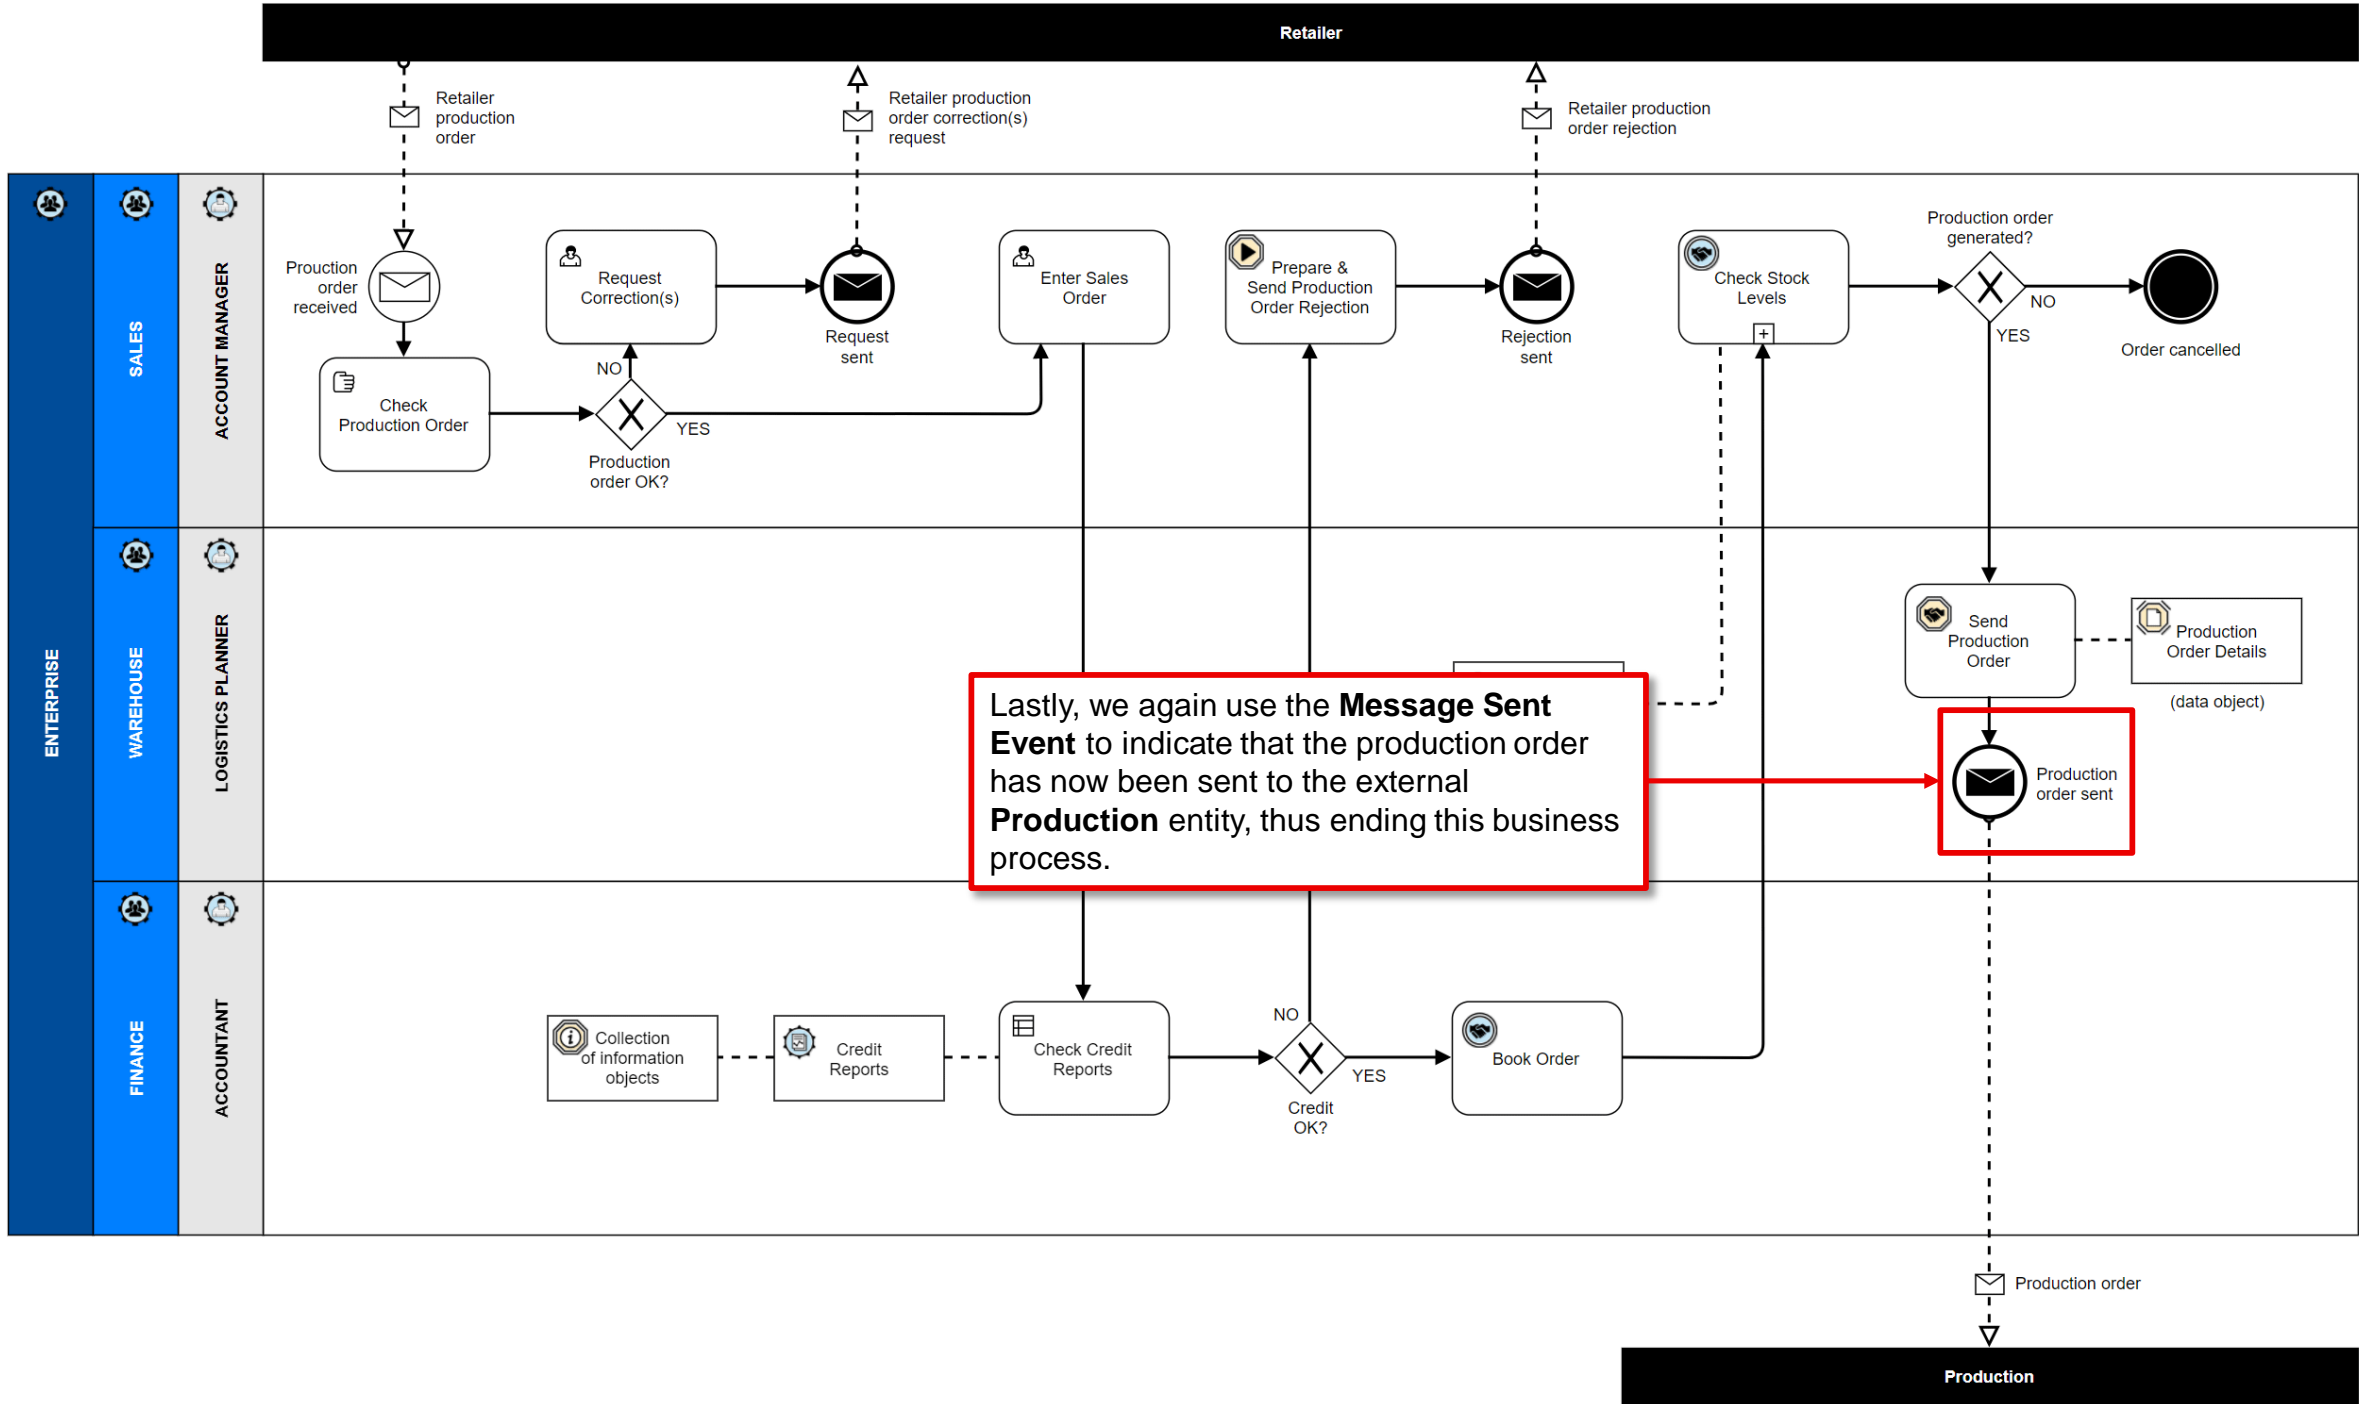 Retailer
Retailer
production
order
Retailer production
order correction(s)
request
Retailer production
order rejection
ENTERPRISE
SALES
ACCOUNT MANAGER
Prouction
order
received
Check
Production Order
NO
YES
Production
order OK?
Request
Correction(s)
Request
sent
Enter Sales
Order
Prepare &
Send Production
Order Rejection
Rejection
sent
Check Stock
Levels
Production order
generated?
NO
YES
Order cancelled
WAREHOUSE
LOGISTICS PLANNER
Send
Production
Order
Production
Order Details
(data object)
Production
order sent
Lastly, we again use the Message Sent
Event to indicate that the production order
has now been sent to the external
Production entity, thus ending this business
process.
FINANCE
ACCOUNTANT
Collection
of information
objects
Credit
Reports
Check Credit
Reports
NO
YES
Credit
OK?
Book Order
Production order
Production